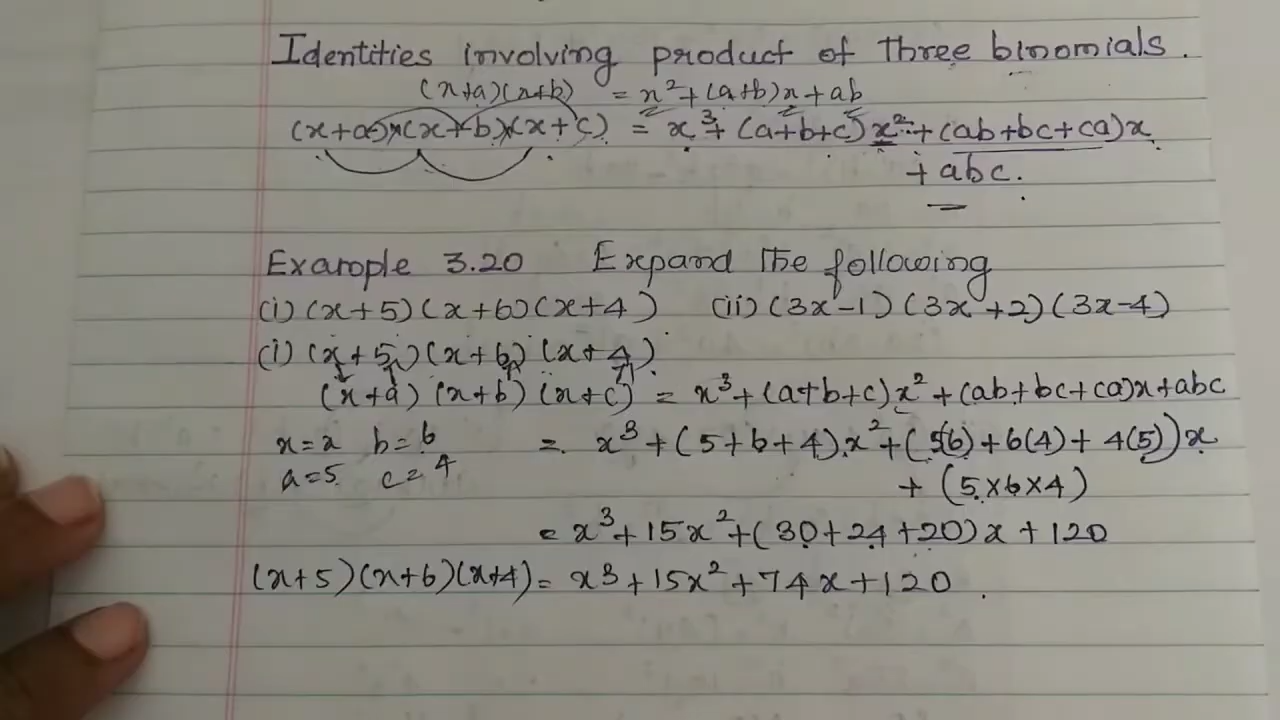 Identities involving product of three binomials.
(x+a)(x+b) = x²+(a+b)x+ab
(x+a)×(x+b)×(x+c) = x³+(a+b+c)x²+(ab+bc+ca)x
+abc.
Example 3.20 Expand the following
(i) (x+5)(x+6)(x+4) (ii) (3x-1)(3x+2)(3x-4)
(i) (x+5)(x+6)(x+4)
(x+a)(x+b)(x+c) = x³+(a+b+c)x²+(ab+bc+ca)x+abc
x=x b=6 = x³+(5+6+4)x²+(5(6)+6(4)+4(5))x
a=5 c=4 +(5×6×4)
= x³+15x²+(30+24+20)x+120
(x+5)(x+6)(x+4) = x³+15x²+74x+120.